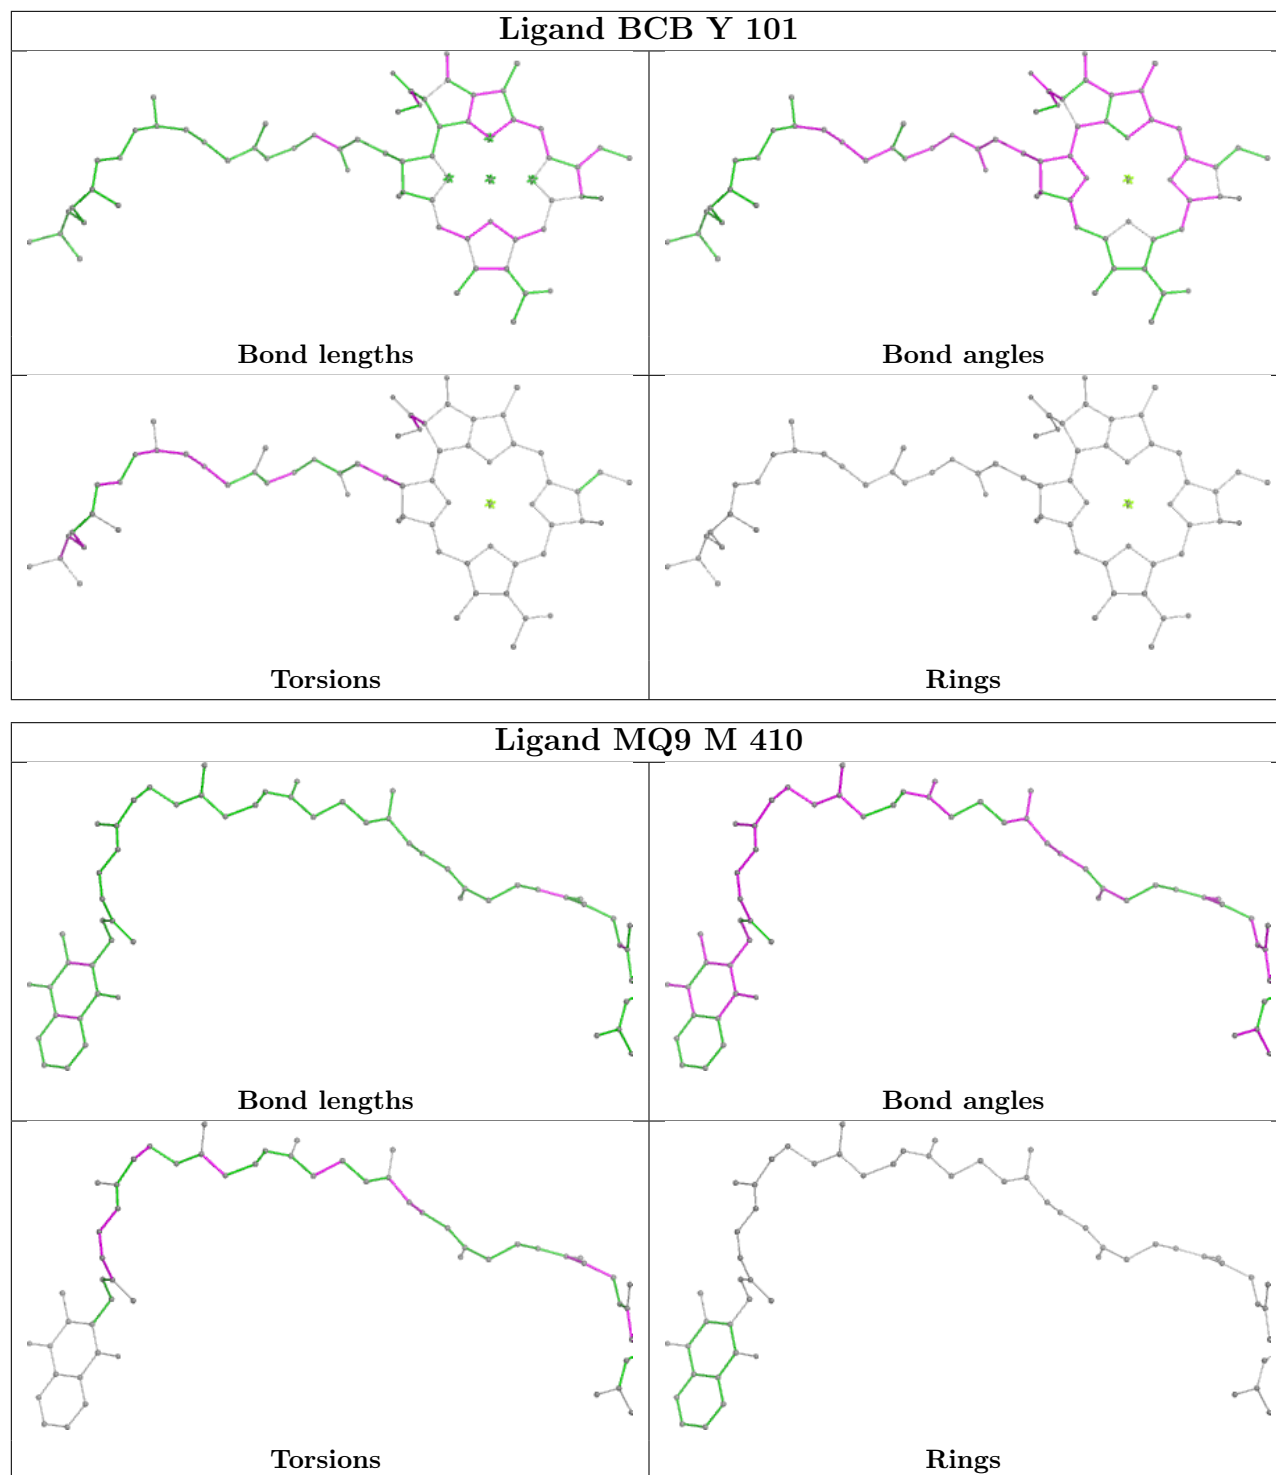 Ligand BCB Y 101
Bond lengths
Bond angles
Torsions
Rings
Ligand MQ9 M 410
Bond lengths
Bond angles
Torsions
Rings